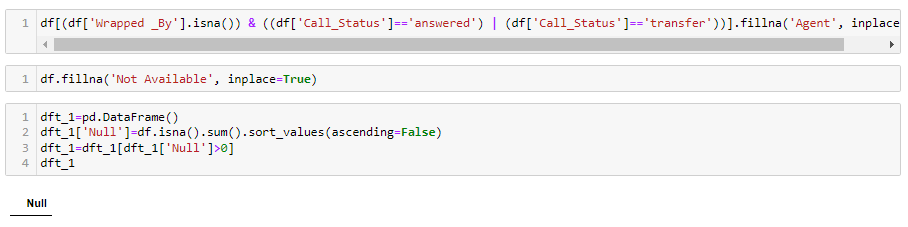 1 df[(df['Wrapped _By'].isna()) & ((df['Call_Status']=='answered') | (df['Call_Status']=='transfer'))].fillna('Agent', inplace
1 df.fillna('Not Available', inplace=True)
1 dft_1=pd.DataFrame()
2 dft_1['Null']=df.isna().sum().sort_values(ascending=False)
3 dft_1=dft_1[dft_1['Null']>0]
4 dft_1
Null